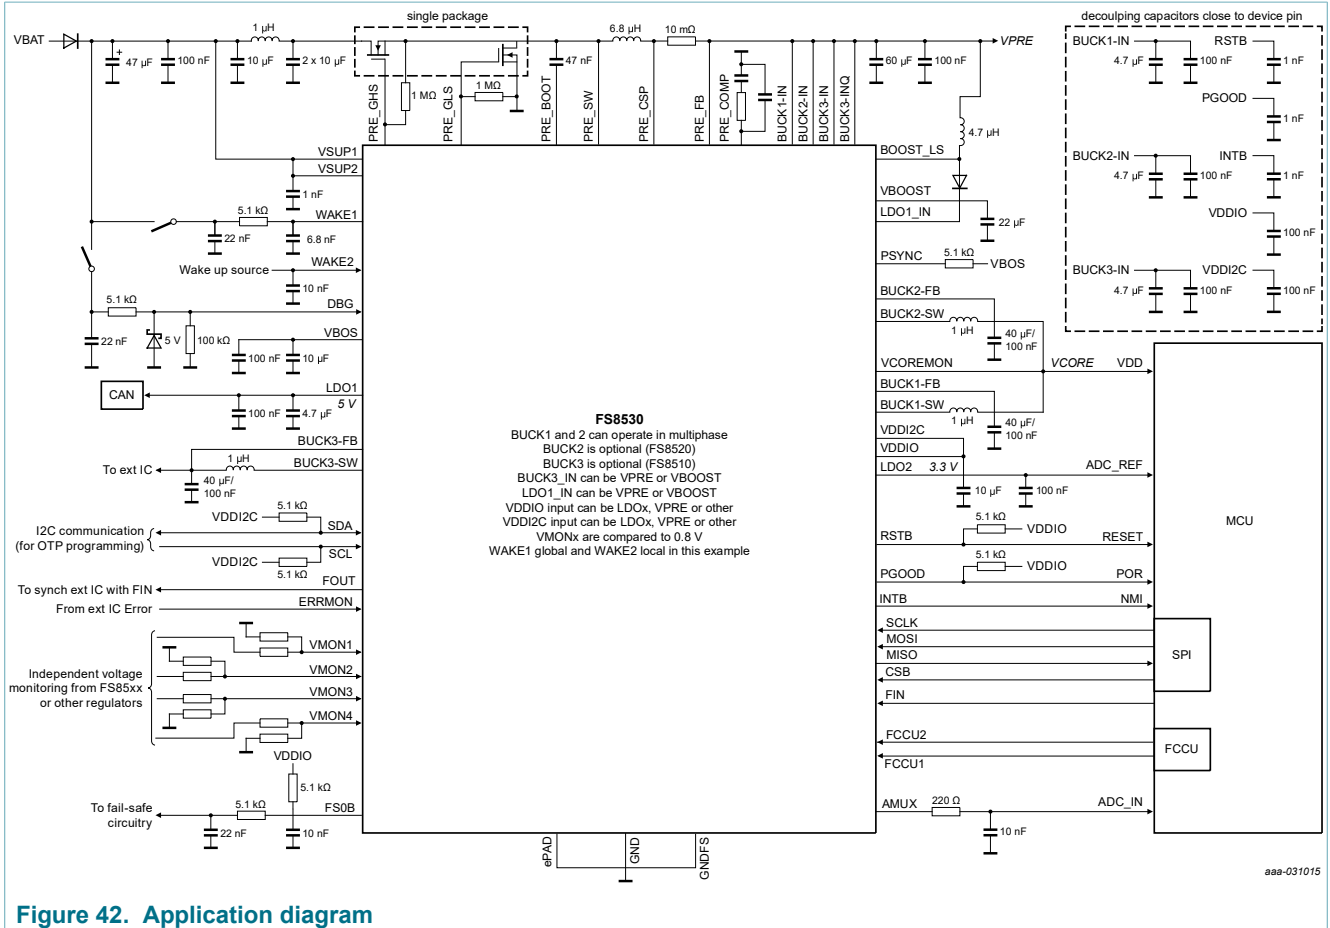 single package
decoulping capacitors close to device pin
VBAT
1 µH
6.8 µH
10 mΩ
VPRE
+
47 µF
100 nF
10 µF
2 x 10 µF
47 nF
60 µF
100 nF
1 MΩ
1 MΩ
PRE_GHS
PRE_GLS
PRE_BOOT
PRE_SW
PRE_CSP
PRE_FB
PRE_COMP
BUCK1-IN
BUCK2-IN
BUCK3-IN
BUCK3-INQ
4.7 µH
BUCK1-IN
RSTB
4.7 µF
100 nF
1 nF
PGOOD
1 nF
BUCK2-IN
INTB
4.7 µF
100 nF
1 nF
VDDIO
100 nF
BUCK3-IN
VDDI2C
4.7 µF
100 nF
100 nF
VSUP1
VSUP2
1 nF
5.1 kΩ
WAKE1
22 nF
6.8 nF
Wake up source
WAKE2
10 nF
5.1 kΩ
DBG
22 nF
5 V
100 kΩ
VBOS
100 nF
10 µF
CAN
LDO1
5 V
100 nF
4.7 µF
BUCK3-FB
1 µH
BUCK3-SW
To ext IC
40 µF/
100 nF
5.1 kΩ
VDDI2C
SDA
I2C communication
(for OTP programming)
SCL
VDDI2C
5.1 kΩ
FOUT
To synch ext IC with FIN
ERRMON
From ext IC Error
VMON1
VMON2
Independent voltage
monitoring from FS85xx
or other regulators
VMON3
VMON4
VDDIO
5.1 kΩ
To fail-safe
circuitry
5.1 kΩ
FS0B
22 nF
10 nF
FS8530
BUCK1 and 2 can operate in multiphase
BUCK2 is optional (FS8520)
BUCK3 is optional (FS8510)
BUCK3_IN can be VPRE or VBOOST
LDO1_IN can be VPRE or VBOOST
VDDIO input can be LDOx, VPRE or other
VDDI2C input can be LDOx, VPRE or other
VMONx are compared to 0.8 V
WAKE1 global and WAKE2 local in this example
ePAD
GND
GNDFS
BOOST_LS
VBOOST
LDO1_IN
22 µF
PSYNC
5.1 kΩ
VBOS
BUCK2-FB
BUCK2-SW
1 µH
40 µF/
100 nF
VCOREMON
VCORE
VDD
BUCK1-FB
BUCK1-SW
1 µH
40 µF/
100 nF
VDDI2C
VDDIO
LDO2
3.3 V
ADC_REF
10 µF
100 nF
5.1 kΩ
VDDIO
RSTB
RESET
5.1 kΩ
VDDIO
PGOOD
POR
INTB
NMI
SCLK
MOSI
MISO
CSB
SPI
FIN
FCCU2
FCCU1
FCCU
AMUX
220 Ω
ADC_IN
10 nF
MCU
aaa-031015
Figure 42. Application diagram